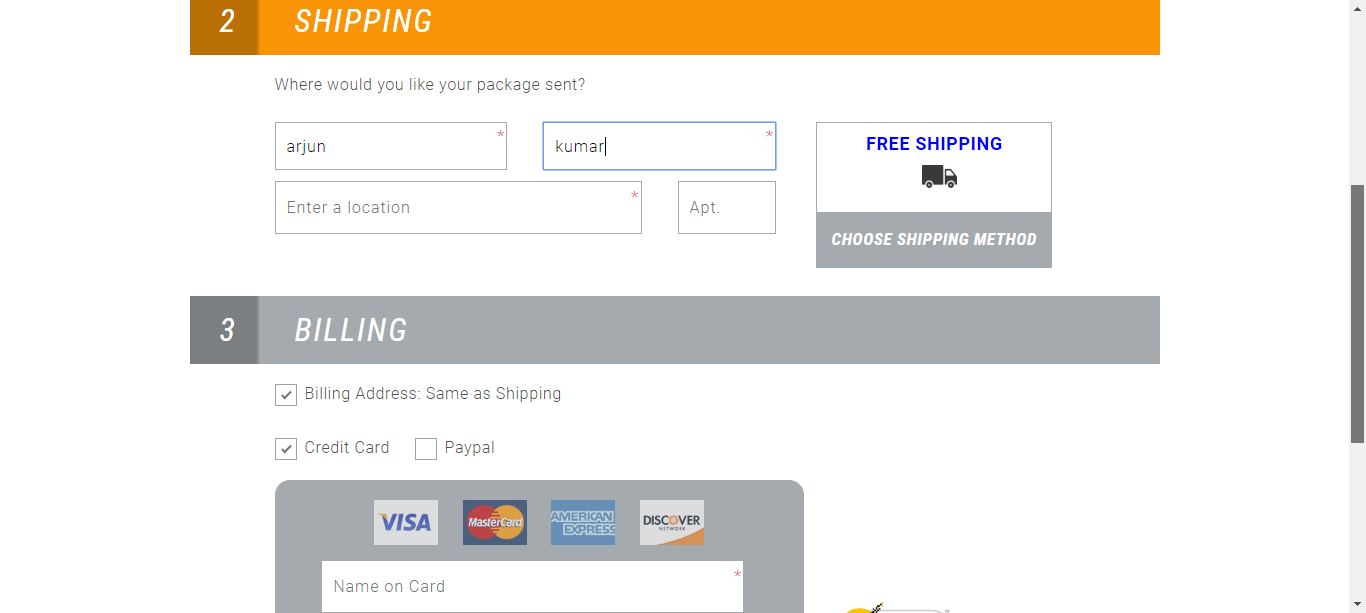 2 SHIPPING
Where would you like your package sent?
arjun * kumar *
FREE SHIPPING
Enter a location * Apt.
CHOOSE SHIPPING METHOD
3 BILLING
Billing Address: Same as Shipping
Credit Card Paypal
VISA MasterCard AMERICAN EXPRESS DISCOVER NETWORK
Name on Card *